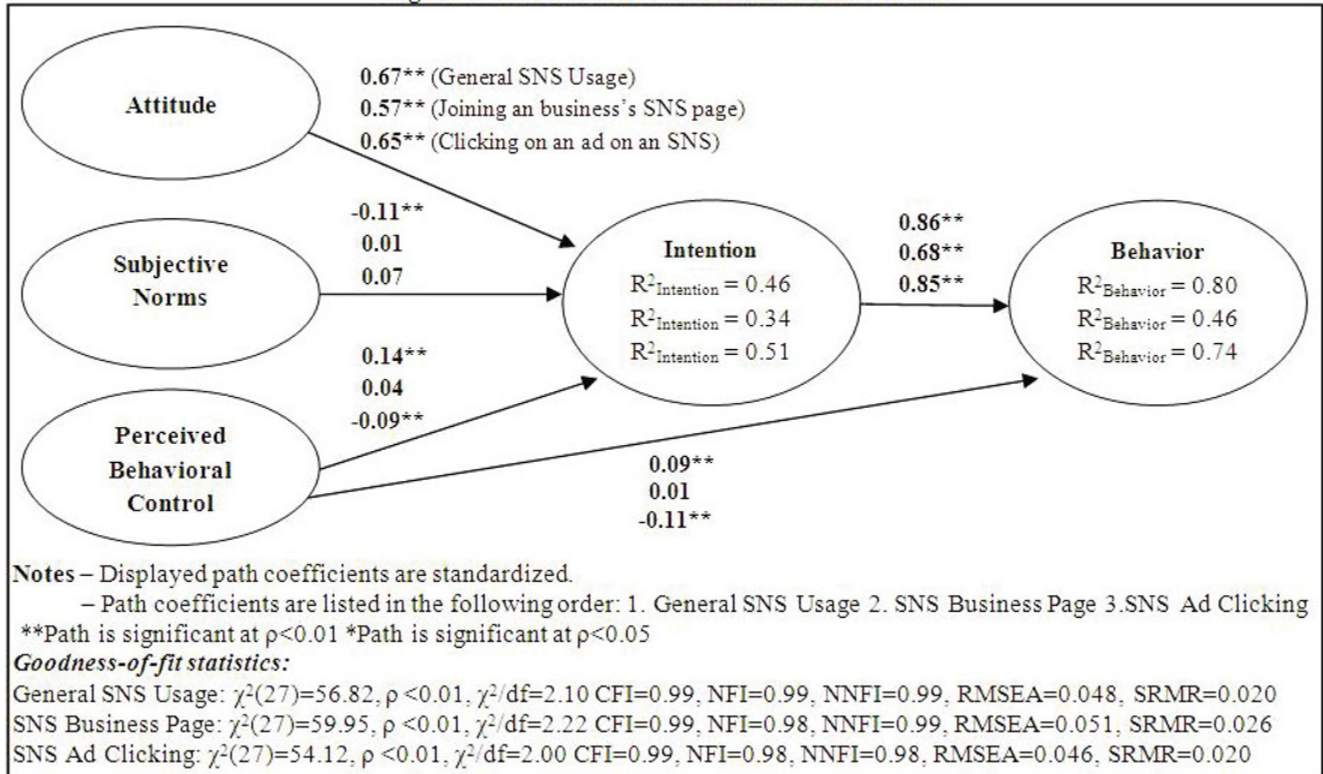 Attitude
0.67** (General SNS Usage)
0.57** (Joining an business's SNS page)
0.65** (Clicking on an ad on an SNS)
Subjective
Norms
-0.11**
0.01
0.07
Perceived
Behavioral
Control
0.14**
0.04
-0.09**
Intention
R²Intention = 0.46
R²Intention = 0.34
R²Intention = 0.51
0.86**
0.68**
0.85**
Behavior
R²Behavior = 0.80
R²Behavior = 0.46
R²Behavior = 0.74
0.09**
0.01
-0.11**
Notes – Displayed path coefficients are standardized.
– Path coefficients are listed in the following order: 1. General SNS Usage 2. SNS Business Page 3.SNS Ad Clicking
**Path is significant at ρ<0.01 *Path is significant at ρ<0.05
Goodness-of-fit statistics:
General SNS Usage: χ²(27)=56.82, ρ <0.01, χ²/df=2.10 CFI=0.99, NFI=0.99, NNFI=0.99, RMSEA=0.048, SRMR=0.020
SNS Business Page: χ²(27)=59.95, ρ <0.01, χ²/df=2.22 CFI=0.99, NFI=0.98, NNFI=0.99, RMSEA=0.051, SRMR=0.026
SNS Ad Clicking: χ²(27)=54.12, ρ <0.01, χ²/df=2.00 CFI=0.99, NFI=0.98, NNFI=0.98, RMSEA=0.046, SRMR=0.020